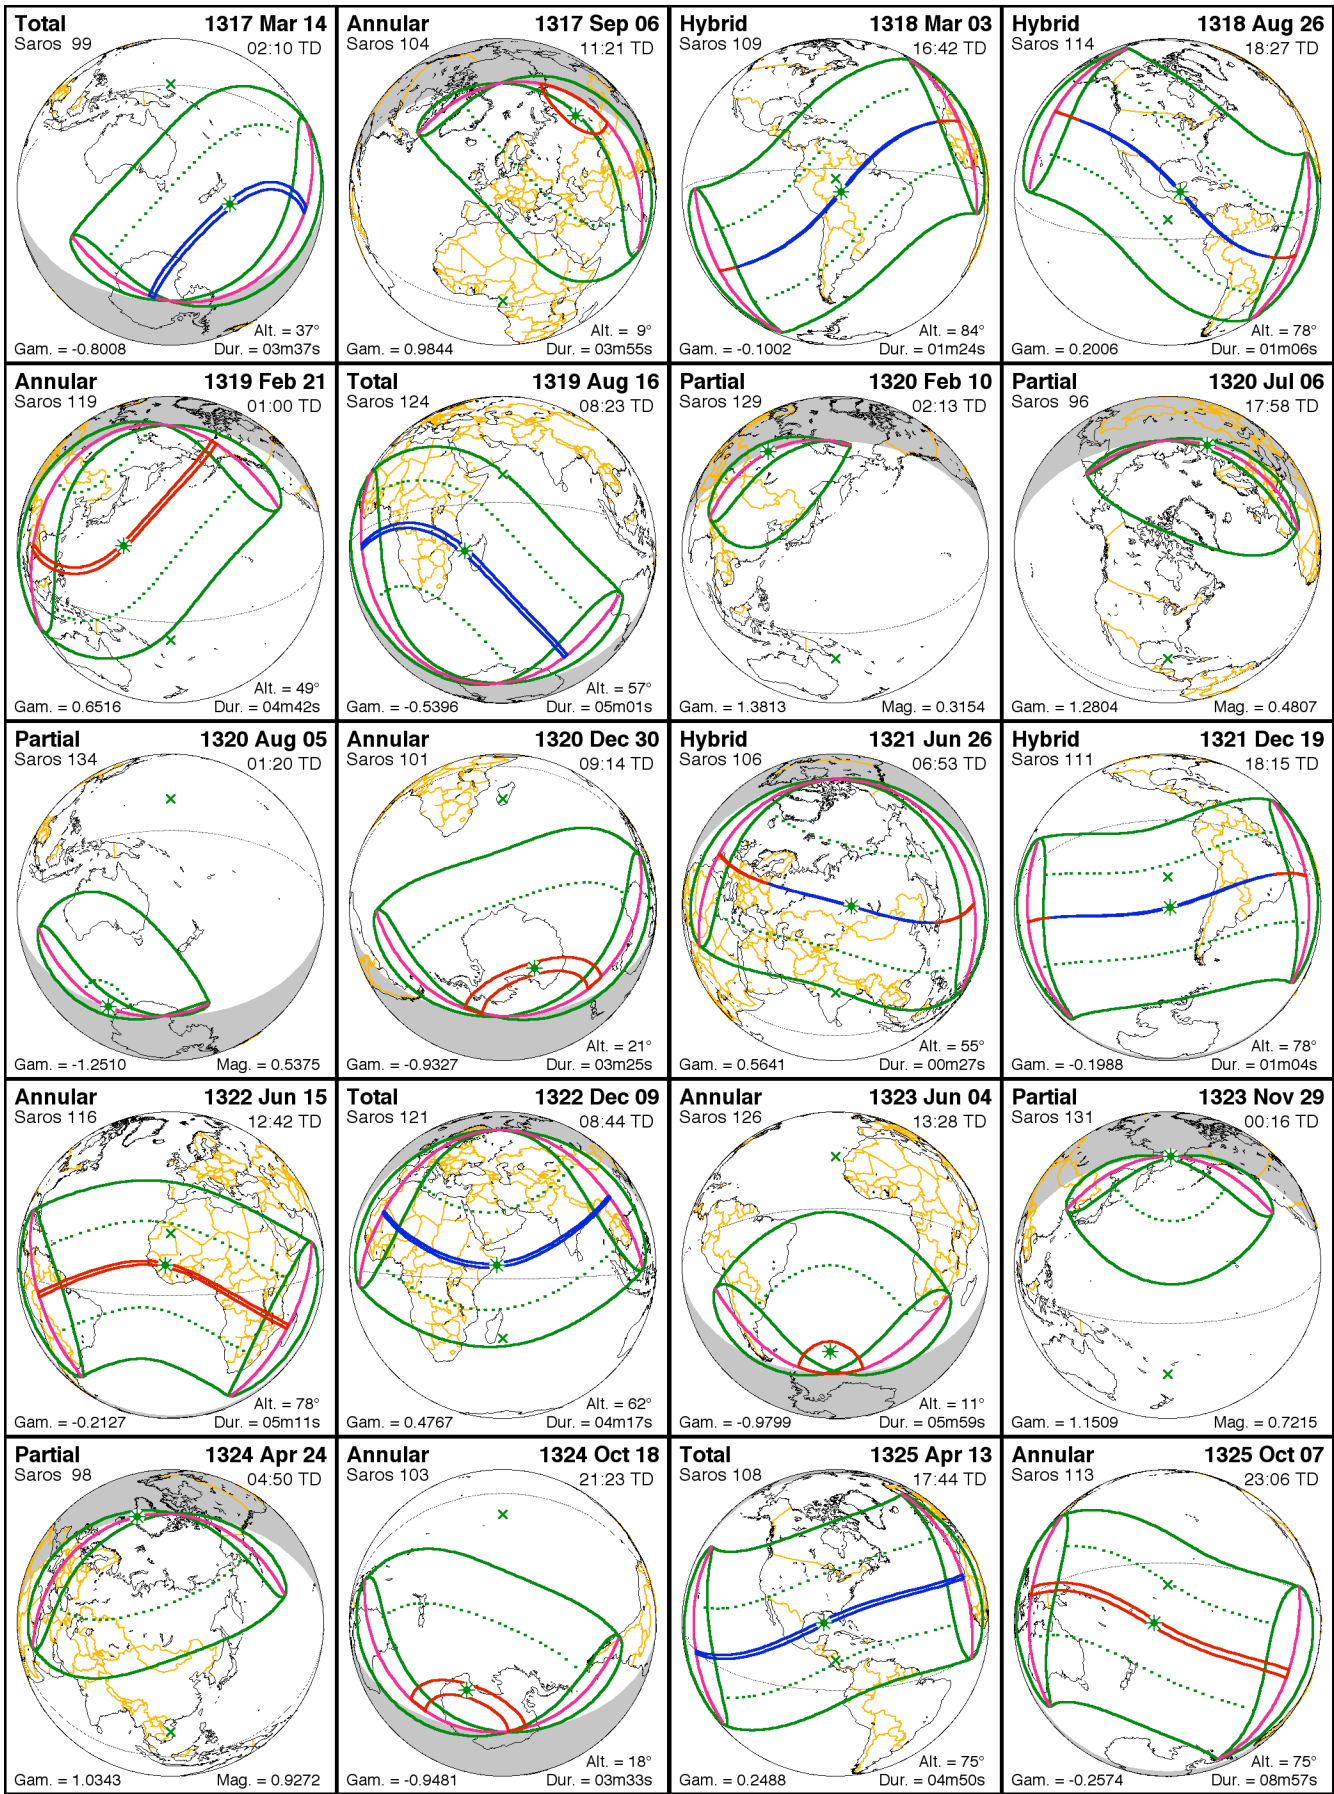 Total 1317 Mar 14
Saros 99 02:10 TD
Alt. = 37°
Gam. = -0.8008 Dur. = 03m37s
Annular 1317 Sep 06
Saros 104 11:21 TD
Alt. = 9°
Gam. = 0.9844 Dur. = 03m55s
Hybrid 1318 Mar 03
Saros 109 16:42 TD
Alt. = 84°
Gam. = -0.1002 Dur. = 01m24s
Hybrid 1318 Aug 26
Saros 114 18:27 TD
Alt. = 78°
Gam. = 0.2006 Dur. = 01m06s
Annular 1319 Feb 21
Saros 119 01:00 TD
Alt. = 49°
Gam. = 0.6516 Dur. = 04m42s
Total 1319 Aug 16
Saros 124 08:23 TD
Alt. = 57°
Gam. = -0.5396 Dur. = 05m01s
Partial 1320 Feb 10
Saros 129 02:13 TD
Gam. = 1.3813 Mag. = 0.3154
Partial 1320 Jul 06
Saros 96 17:58 TD
Gam. = 1.2804 Mag. = 0.4807
Partial 1320 Aug 05
Saros 134 01:20 TD
Gam. = -1.2510 Mag. = 0.5375
Annular 1320 Dec 30
Saros 101 09:14 TD
Alt. = 21°
Gam. = -0.9327 Dur. = 03m25s
Hybrid 1321 Jun 26
Saros 106 06:53 TD
Alt. = 55°
Gam. = 0.5641 Dur. = 00m27s
Hybrid 1321 Dec 19
Saros 111 18:15 TD
Alt. = 78°
Gam. = -0.1988 Dur. = 01m04s
Annular 1322 Jun 15
Saros 116 12:42 TD
Alt. = 78°
Gam. = -0.2127 Dur. = 05m11s
Total 1322 Dec 09
Saros 121 08:44 TD
Alt. = 62°
Gam. = 0.4767 Dur. = 04m17s
Annular 1323 Jun 04
Saros 126 13:28 TD
Alt. = 11°
Gam. = -0.9799 Dur. = 05m59s
Partial 1323 Nov 29
Saros 131 00:16 TD
Gam. = 1.1509 Mag. = 0.7215
Partial 1324 Apr 24
Saros 98 04:50 TD
Gam. = 1.0343 Mag. = 0.9272
Annular 1324 Oct 18
Saros 103 21:23 TD
Alt. = 18°
Gam. = -0.9481 Dur. = 03m33s
Total 1325 Apr 13
Saros 108 17:44 TD
Alt. = 75°
Gam. = 0.2488 Dur. = 04m50s
Annular 1325 Oct 07
Saros 113 23:06 TD
Alt. = 75°
Gam. = -0.2574 Dur. = 08m57s